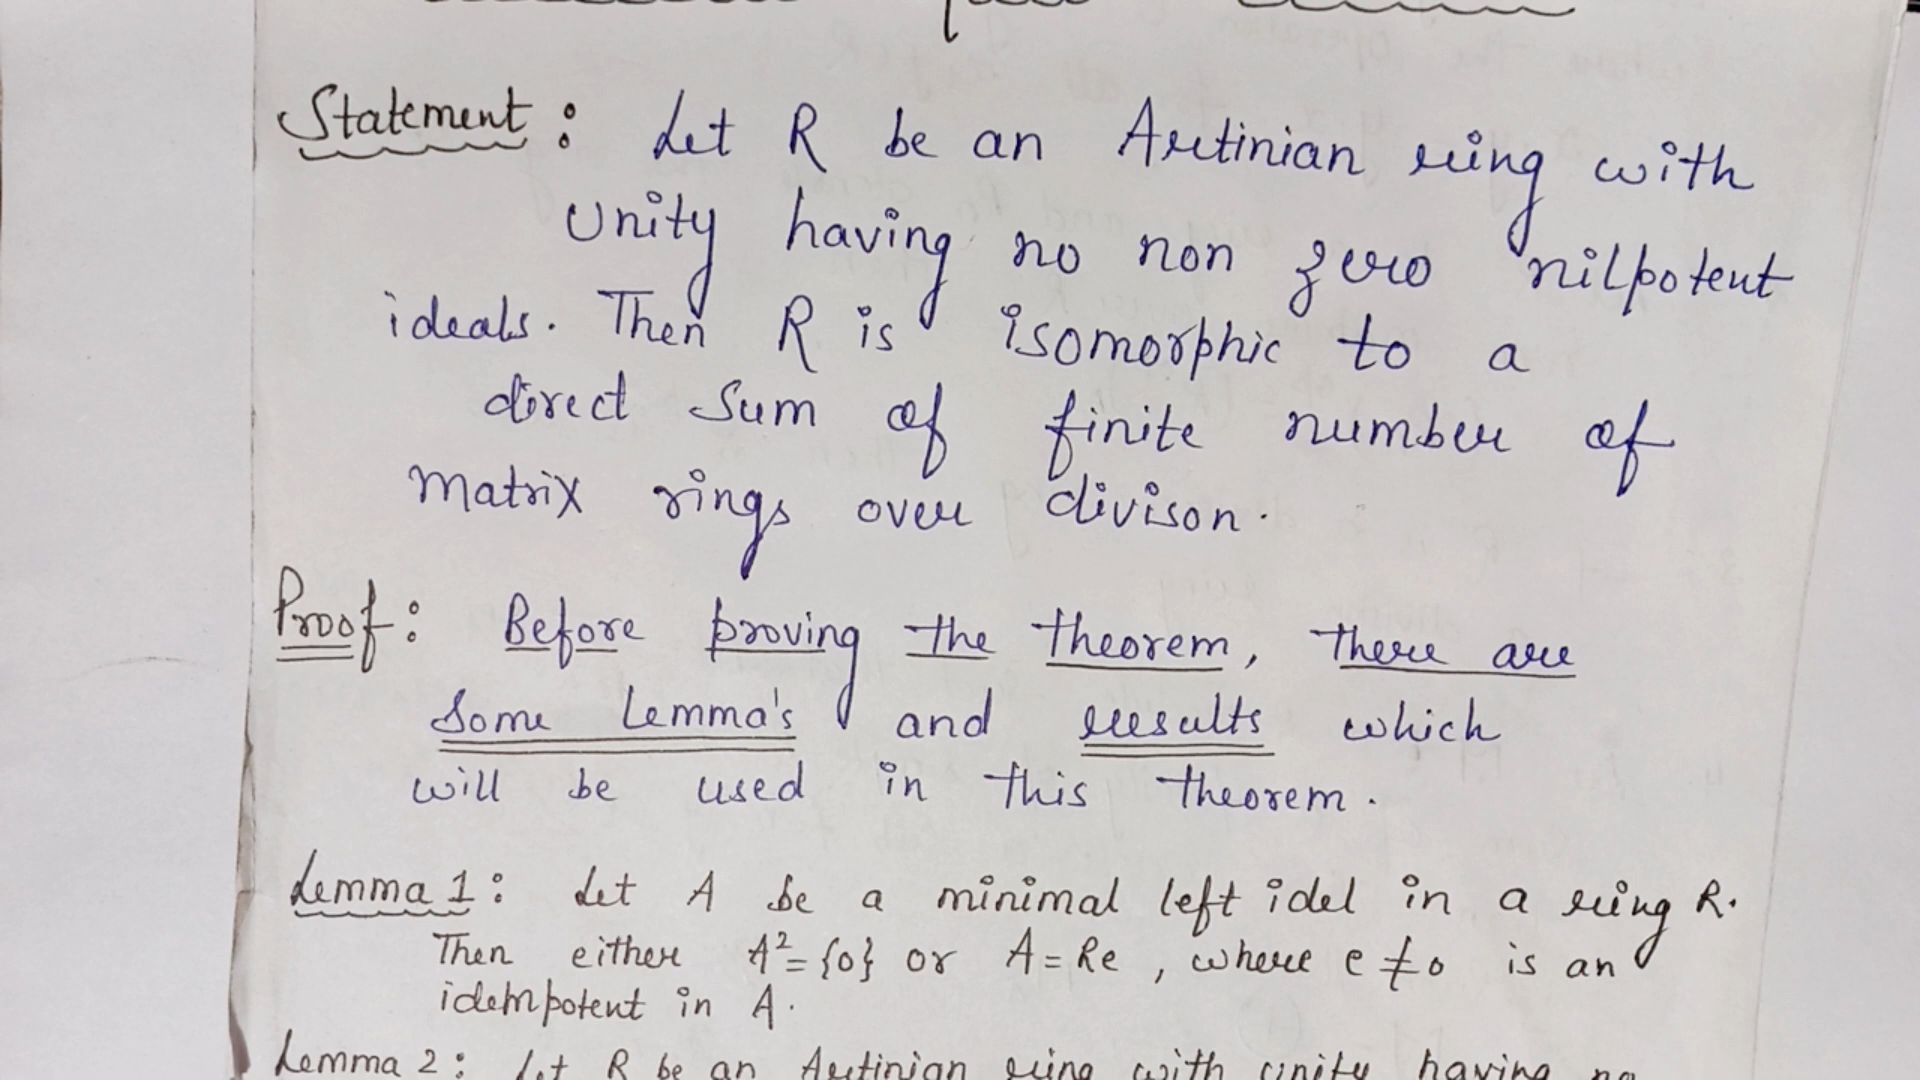 Statement: Let R be an Artinian ring with
Unity having no non zero nilpotent
ideals. Then R is isomorphic to a
direct sum of finite number of
matrix rings over divison.
Proof: Before proving the theorem, there are
Some Lemma's and results which
will be used in this theorem.
Lemma 1: Let A be a minimal left idel in a ring R.
Then either A²={0} or A=Re, where e≠0 is an
idempotent in A.
Lemma 2: Let R be an Artinian ring with unity having no